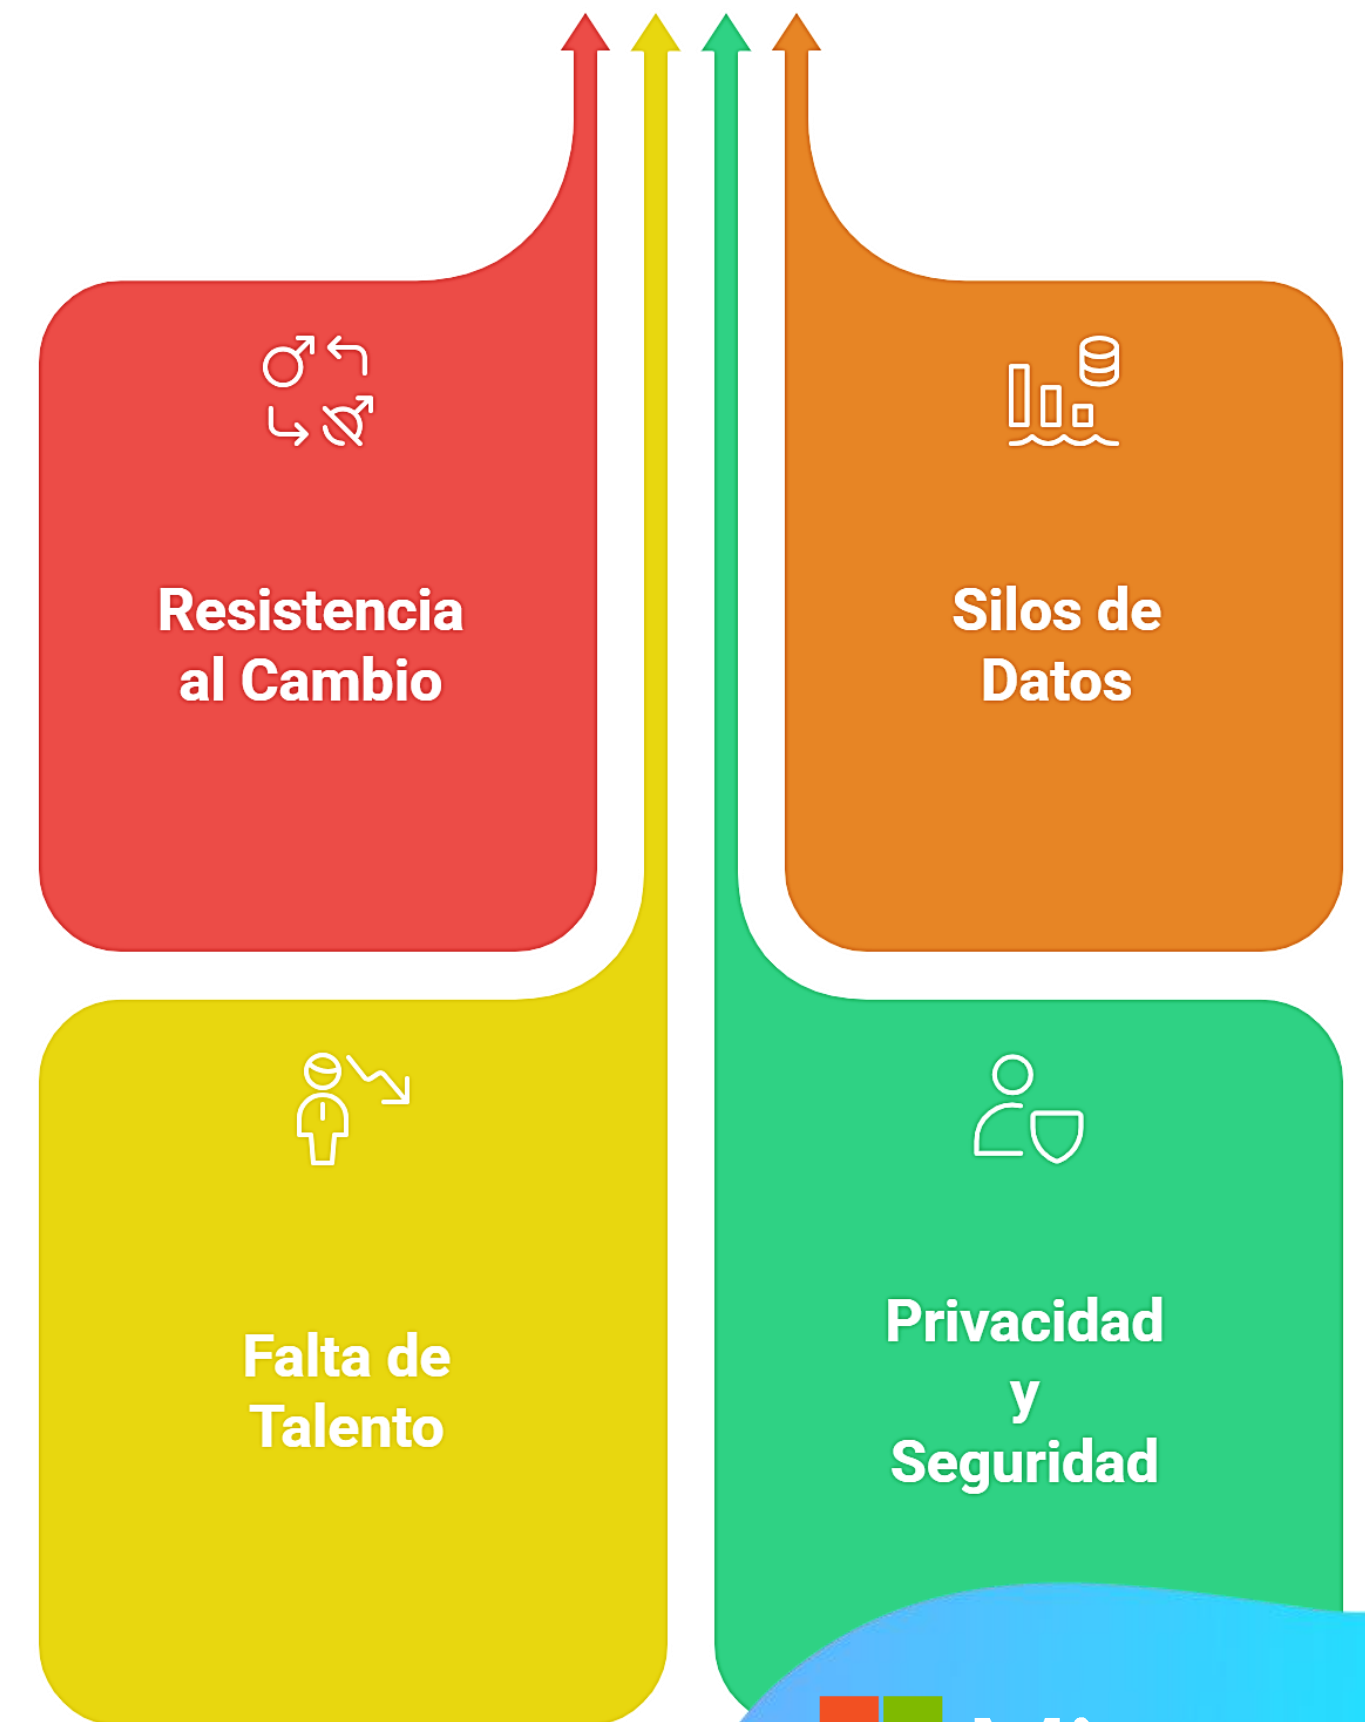 Resistencia
al Cambio
Silos de
Datos
Falta de
Talento
Privacidad
y
Seguridad